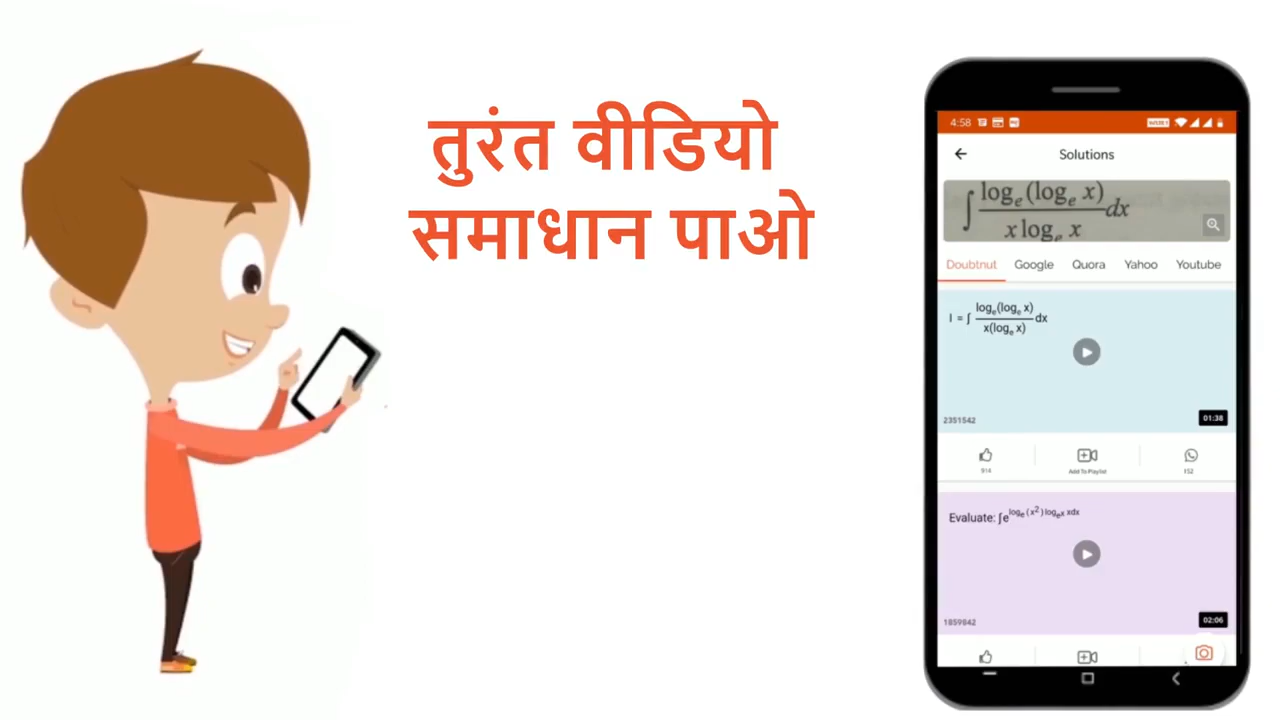 तुरंत वीडियो
समाधान पाओ
4:58
Solutions
∫ logₑ(logₑ x) / x logₑ x dx
Doubtnut Google Quora Yahoo Youtube
I = ∫ logₑ(logₑ x) / x(logₑ x) dx
2351542 01:38
914 Add To Playlist 152
Evaluate: ∫e^logₑ(x²) logₑx xdx
1859842 02:06